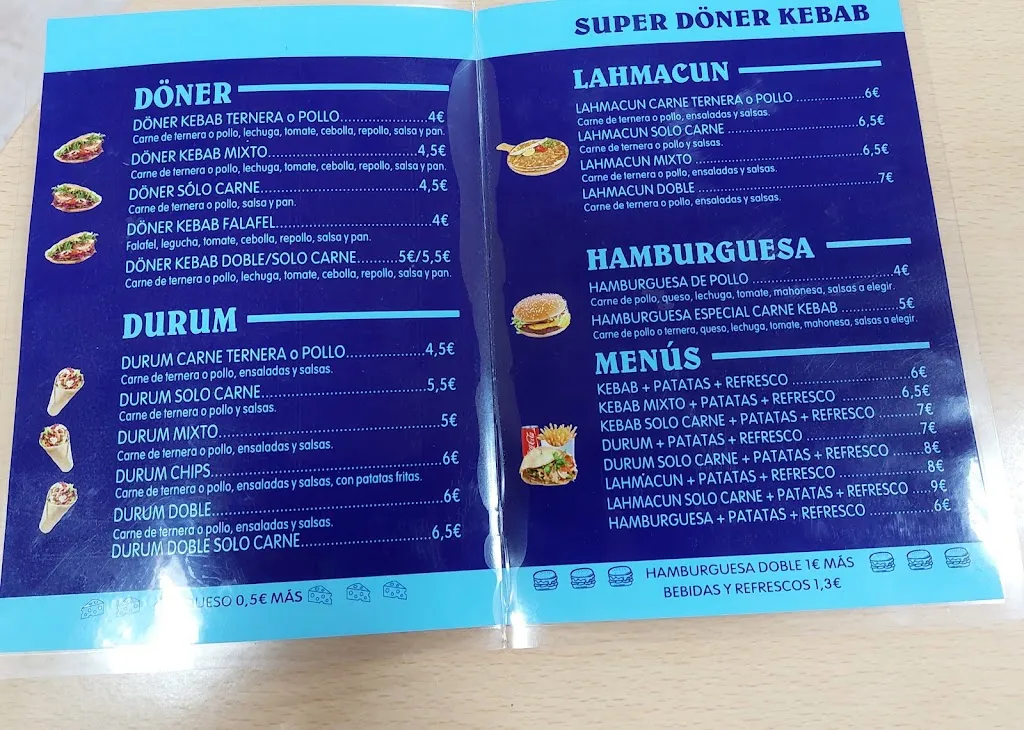 DÖNER
DÖNER KEBAB TERNERA o POLLO....................4€
Carne de ternera o pollo, lechuga, tomate, cebolla, repollo, salsa y pan.
DÖNER KEBAB MIXTO...................................4,5€
Carne de ternera o pollo, lechuga, tomate, cebolla, repollo, salsa y pan.
DÖNER SÓLO CARNE.....................................4,5€
Carne de ternera o pollo, salsa y pan.
DÖNER KEBAB FALAFEL.....................................4€
Falafel, legucha, tomate, cebolla, repollo, salsa y pan.
DÖNER KEBAB DOBLE/SOLO CARNE..........5€/5,5€
Carne de ternera o pollo, lechuga, tomate, cebolla, repollo, salsa y pan.
DURUM
DURUM CARNE TERNERA o POLLO...................4,5€
Carne de ternera o pollo, ensaladas y salsas.
DURUM SOLO CARNE.......................................5,5€
Carne de ternera o pollo y salsas.
DURUM MIXTO....................................................5€
Carne de ternera o pollo, ensaladas y salsas.
DURUM CHIPS......................................................6€
Carne de ternera o pollo, ensaladas y salsas, con patatas fritas.
DURUM DOBLE.....................................................6€
Carne de ternera o pollo, ensaladas y salsas.
DURUM DOBLE SOLO CARNE..............................6,5€
QUESO 0,5€ MÁS
SUPER DÖNER KEBAB
LAHMACUN
LAHMACUN CARNE TERNERA o POLLO .................6€
Carne de ternera o pollo, ensaladas y salsas.
LAHMACUN SOLO CARNE ................................6,5€
Carne de ternera o pollo y salsas.
LAHMACUN MIXTO .........................................6,5€
Carne de ternera o pollo, ensaladas y salsas.
LAHMACUN DOBLE ............................................7€
Carne de ternera o pollo, ensaladas y salsas.
HAMBURGUESA
HAMBURGUESA DE POLLO ..................................4€
Carne de pollo, queso, lechuga, tomate, mahonesa, salsas a elegir.
HAMBURGUESA ESPECIAL CARNE KEBAB ..............5€
Carne de pollo o ternera, queso, lechuga, tomate, mahonesa, salsas a elegir.
MENÚS
KEBAB + PATATAS + REFRESCO ............................6€
KEBAB MIXTO + PATATAS + REFRESCO ..............6,5€
KEBAB SOLO CARNE + PATATAS + REFRESCO ..........7€
DURUM + PATATAS + REFRESCO ..........................7€
DURUM SOLO CARNE + PATATAS + REFRESCO ........8€
LAHMACUN + PATATAS + REFRESCO .....................8€
LAHMACUN SOLO CARNE + PATATAS + REFRESCO ....9€
HAMBURGUESA + PATATAS + REFRESCO ...............6€
HAMBURGUESA DOBLE 1€ MÁS
BEBIDAS Y REFRESCOS 1,3€